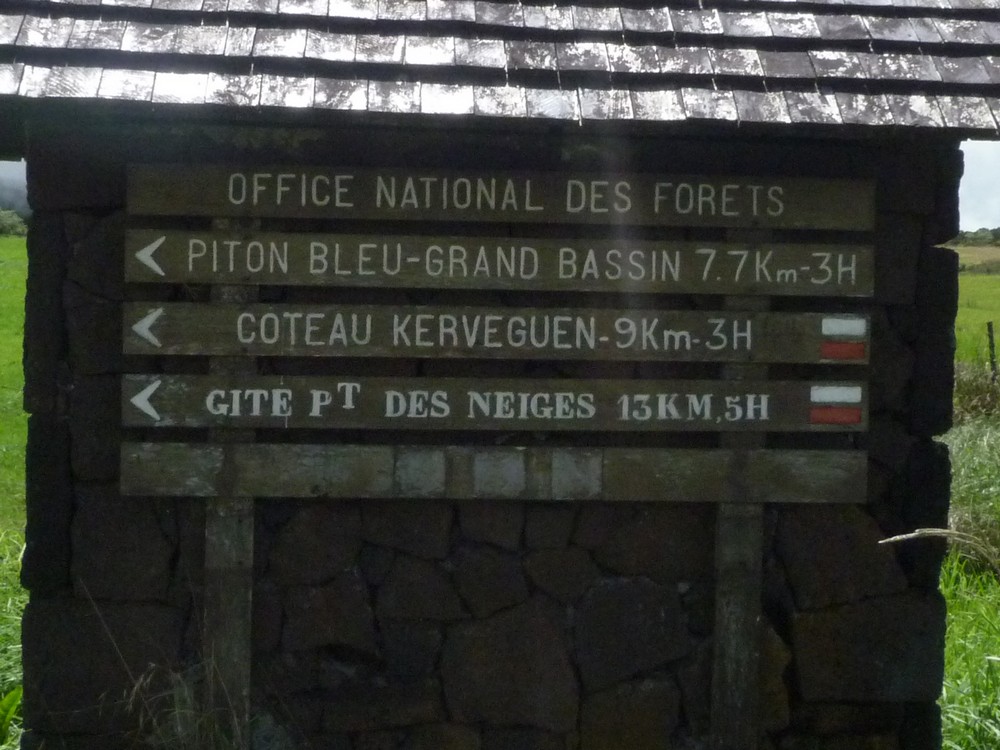 OFFICE NATIONAL DES FORETS
PITON BLEU-GRAND BASSIN 7.7Km-3H
COTEAU KERVEGUEN-9Km-3H
GITE PT DES NEIGES 13KM,5H